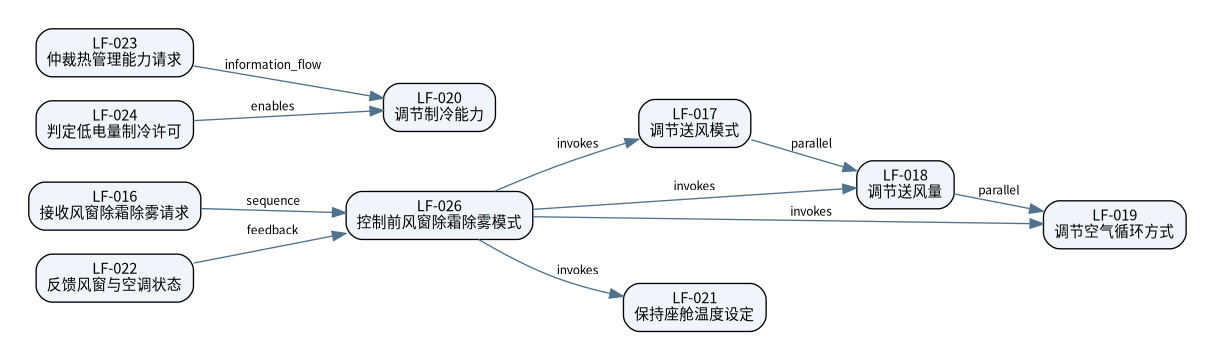 LF-023
仲裁热管理能力请求
information_flow
LF-024
判定低电量制冷许可
enables
LF-020
调节制冷能力
LF-016
接收风窗除霜除雾请求
sequence
LF-022
反馈风窗与空调状态
feedback
LF-026
控制前风窗除霜除雾模式
invokes
LF-017
调节送风模式
parallel
invokes
LF-018
调节送风量
parallel
invokes
LF-019
调节空气循环方式
invokes
LF-021
保持座舱温度设定